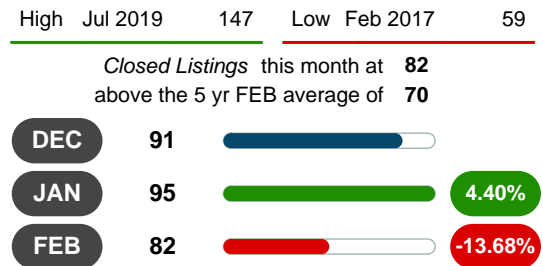 High Jul 2019 147 Low Feb 2017 59
Closed Listings this month at 82
above the 5 yr FEB average of 70
DEC 91
JAN 95 4.40%
FEB 82 -13.68%